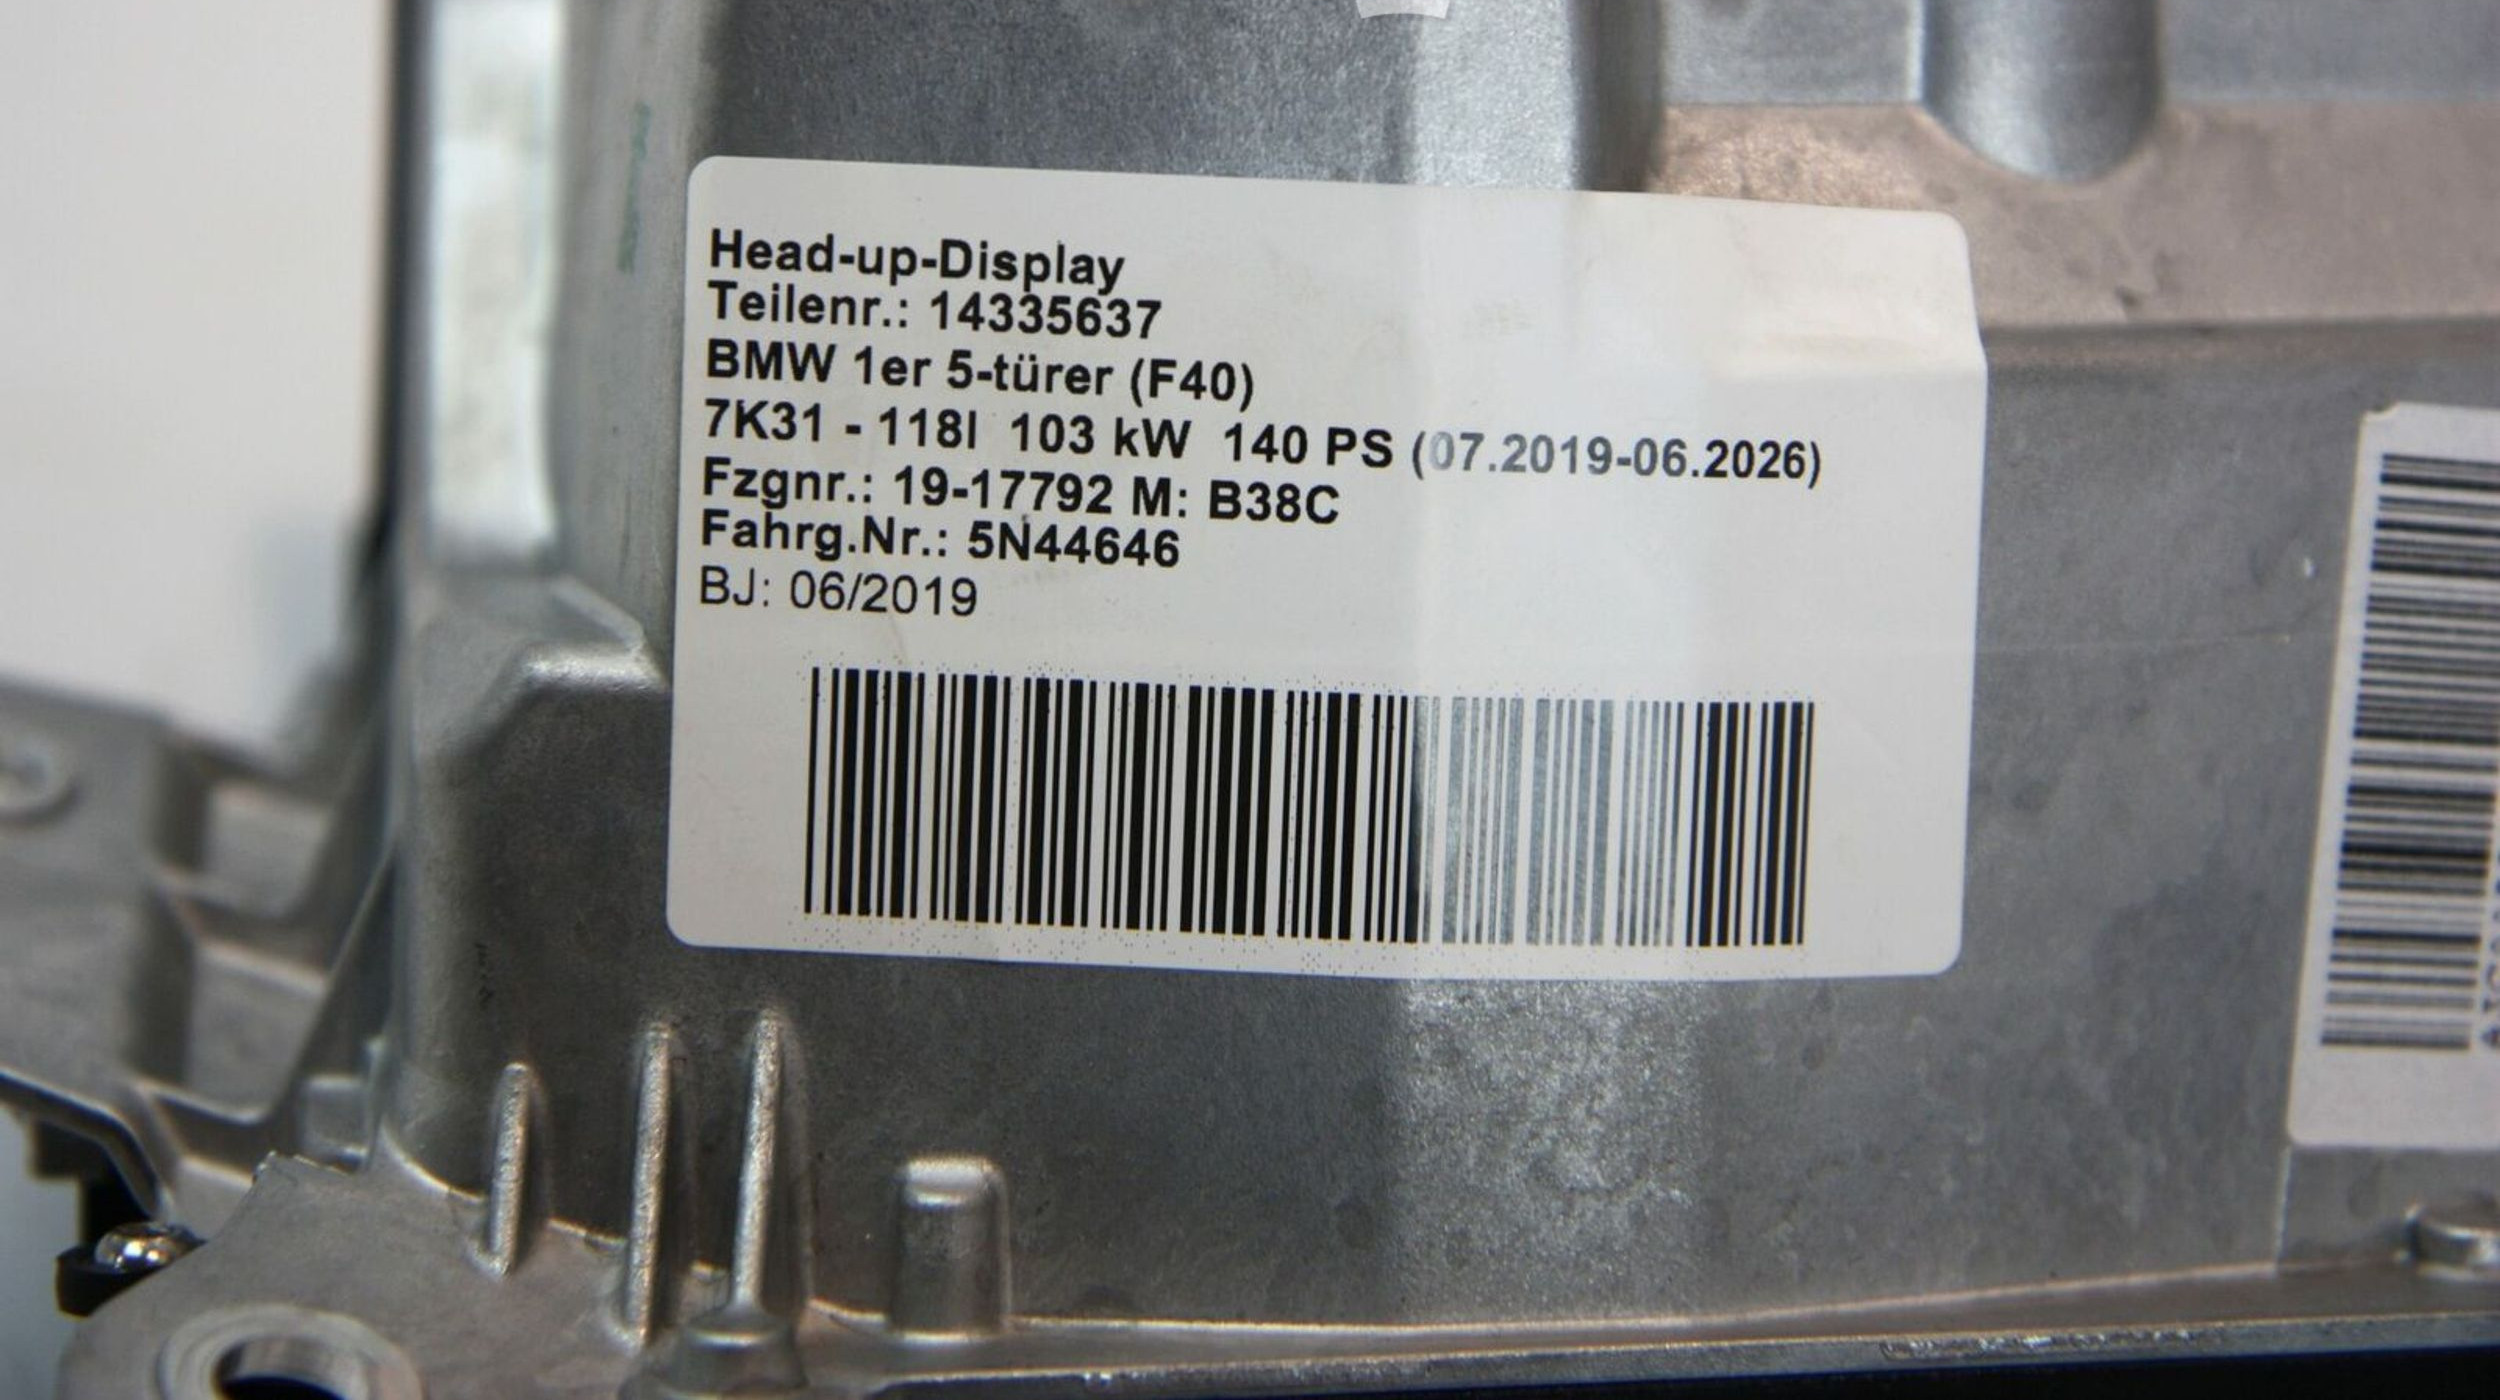 Head-up-Display
Teilenr.: 14335637
BMW 1er 5-türer (F40)
7K31 - 118I 103 kW 140 PS (07.2019-06.2026)
Fzgnr.: 19-17792 M: B38C
Fahrg.Nr.: 5N44646
BJ: 06/2019